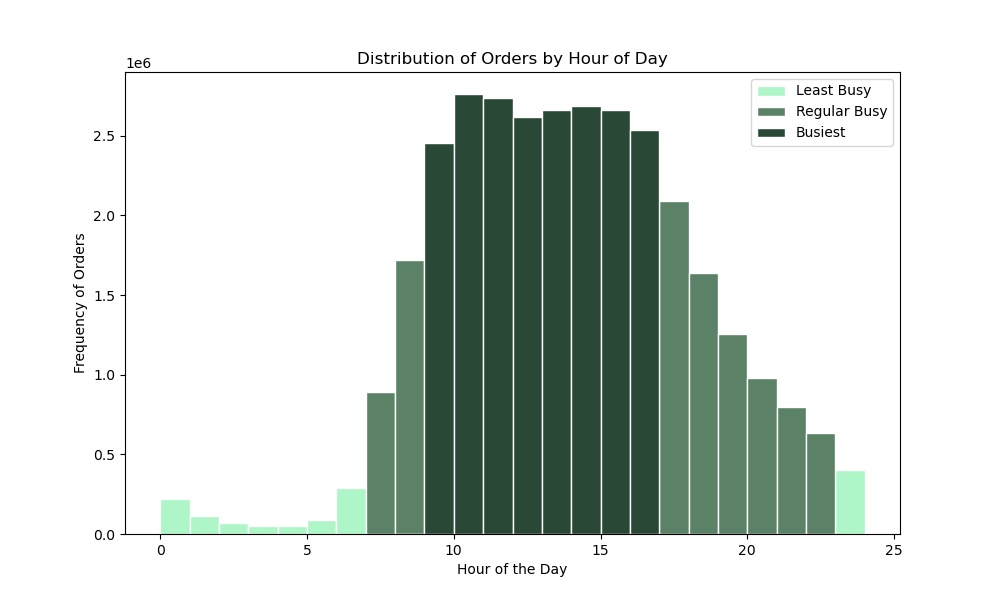 Distribution of Orders by Hour of Day
1e6
Least Busy
Regular Busy
Busiest
2.5
2.0
1.5
1.0
0.5
0.0
Frequency of Orders
0 5 10 15 20 25
Hour of the Day